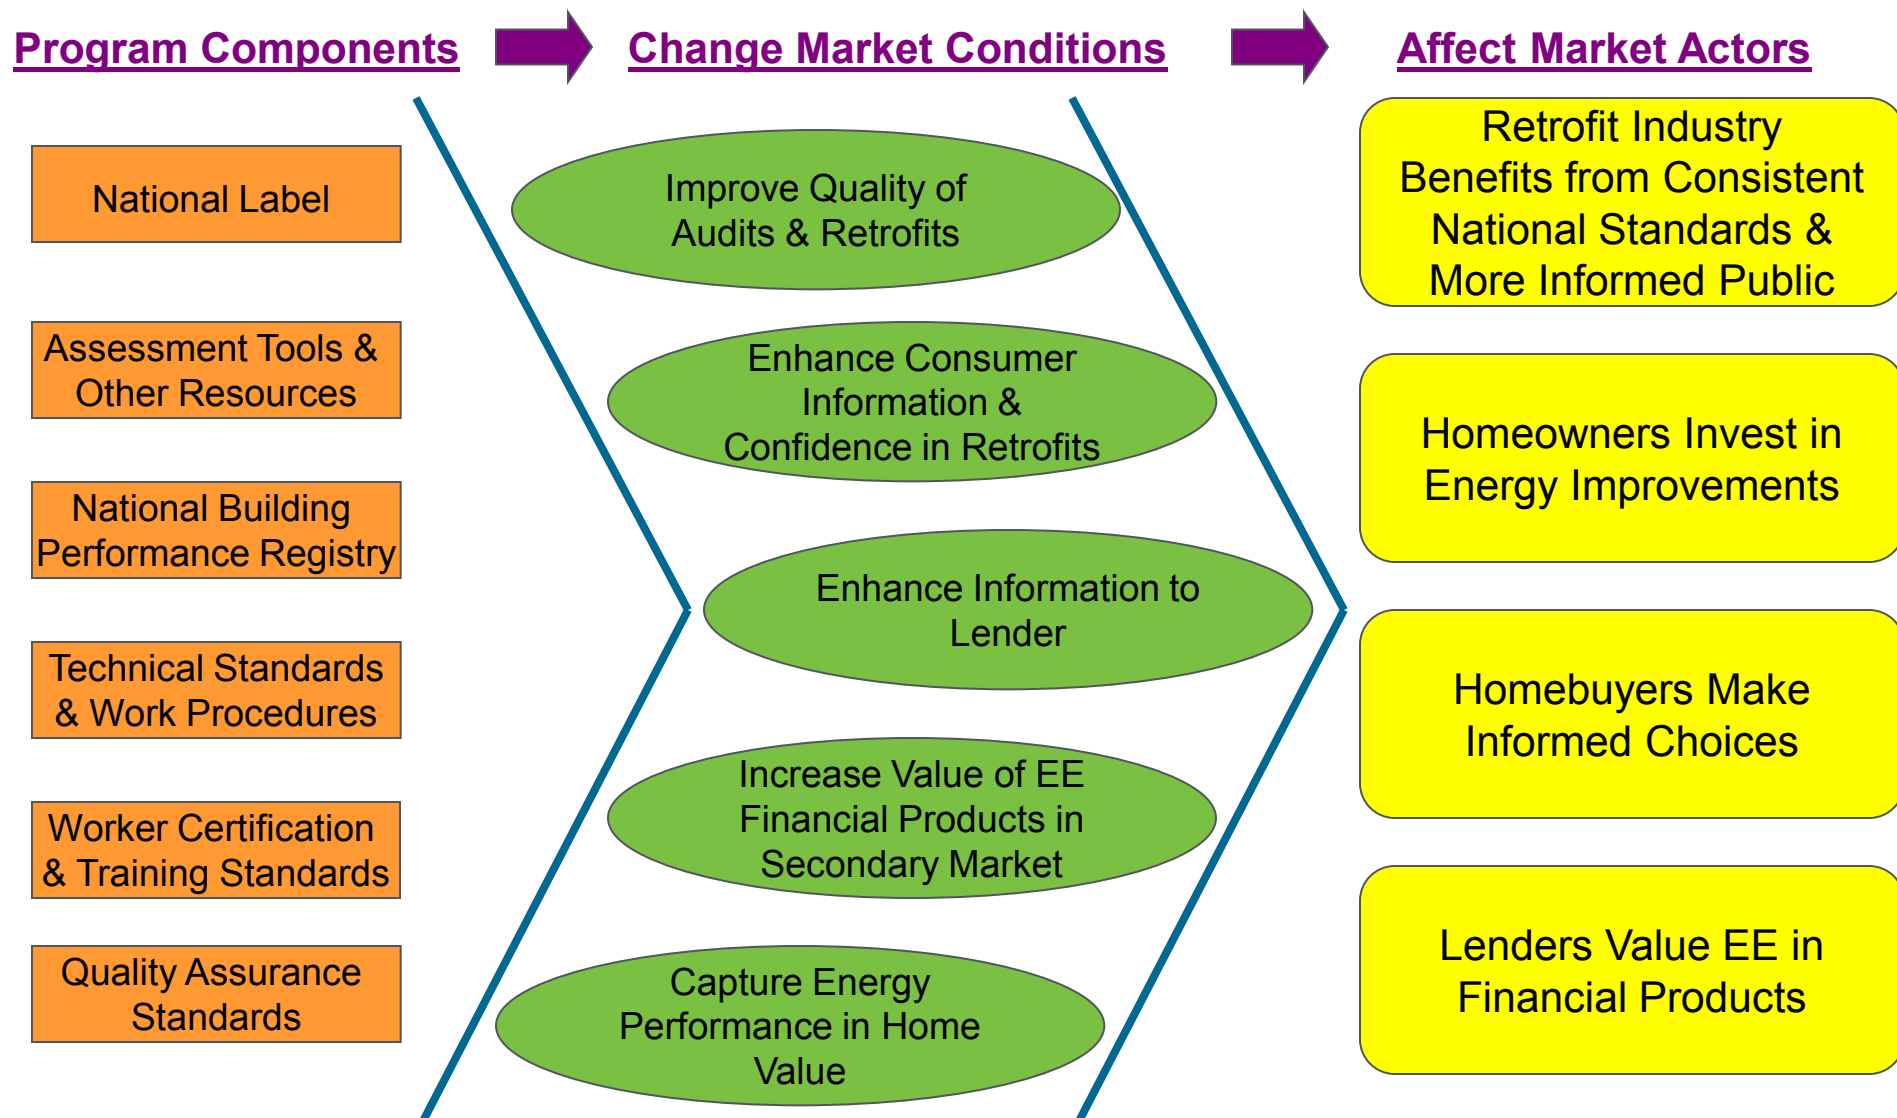 Program Components
Change Market Conditions
Affect Market Actors
National Label
Assessment Tools &
Other Resources
National Building
Performance Registry
Technical Standards
& Work Procedures
Worker Certification
& Training Standards
Quality Assurance
Standards
Improve Quality of
Audits & Retrofits
Enhance Consumer
Information &
Confidence in Retrofits
Enhance Information to
Lender
Increase Value of EE
Financial Products in
Secondary Market
Capture Energy
Performance in Home
Value
Retrofit Industry
Benefits from Consistent
National Standards &
More Informed Public
Homeowners Invest in
Energy Improvements
Homebuyers Make
Informed Choices
Lenders Value EE in
Financial Products